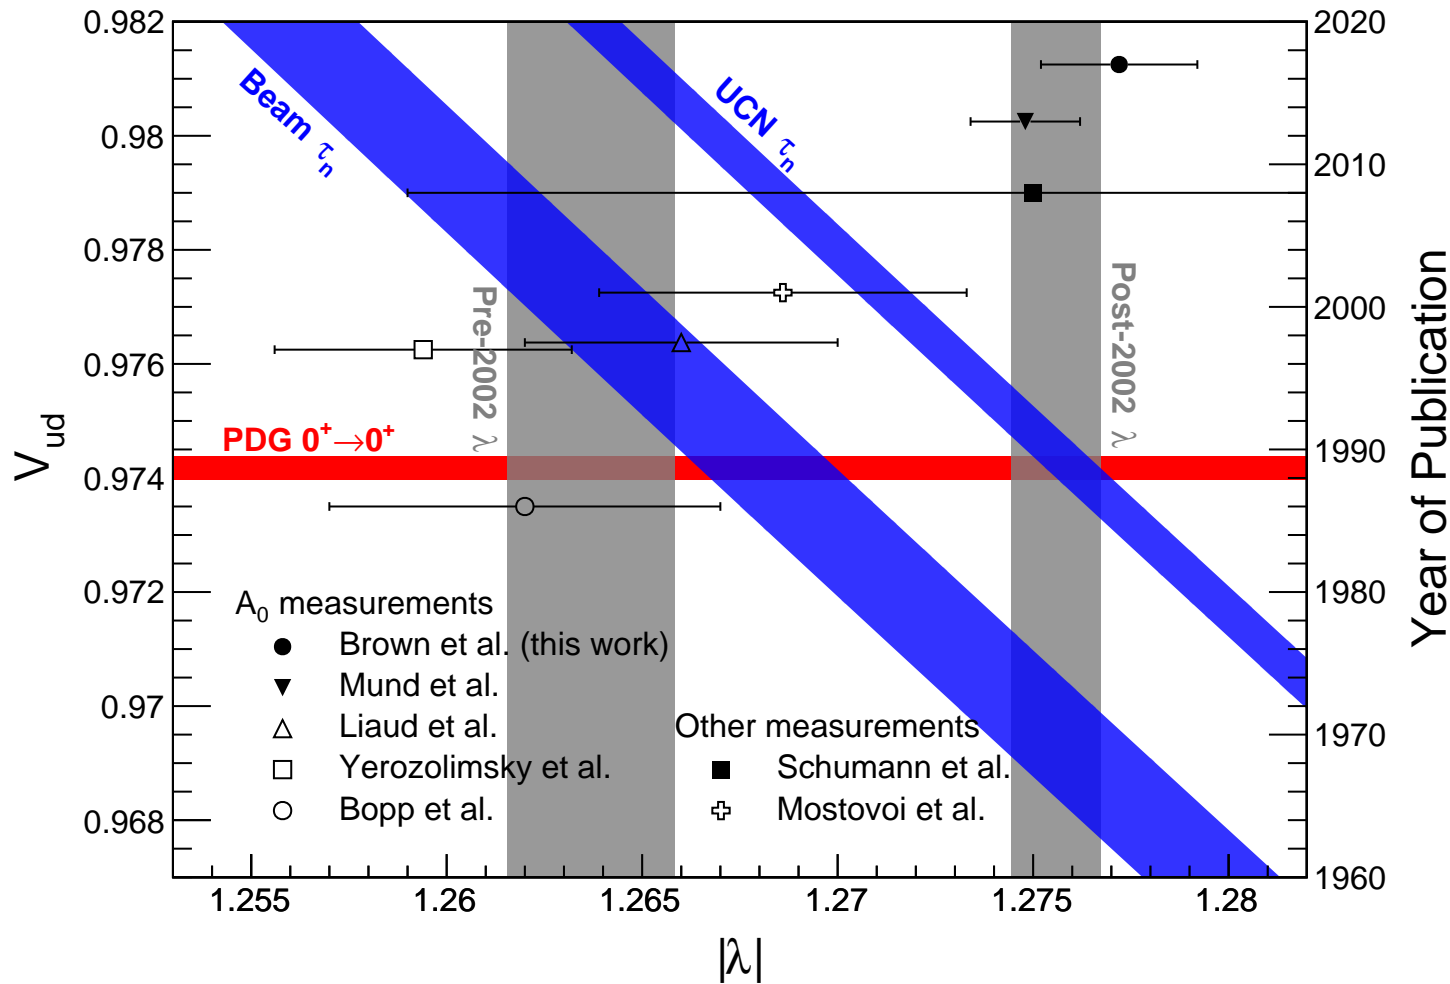 0.982
0.98
0.978
0.976
0.974
0.972
0.97
0.968
V_ud
2020
2010
2000
1990
1980
1970
1960
Year of Publication
Beam τ_n
UCN τ_n
Pre-2002 λ
Post-2002 λ
PDG 0⁺→0⁺
A₀ measurements
Brown et al. (this work)
Mund et al.
Liaud et al.
Yerozolimsky et al.
Bopp et al.
Other measurements
Schumann et al.
Mostovoi et al.
1.255 1.26 1.265 1.27 1.275 1.28
|λ|